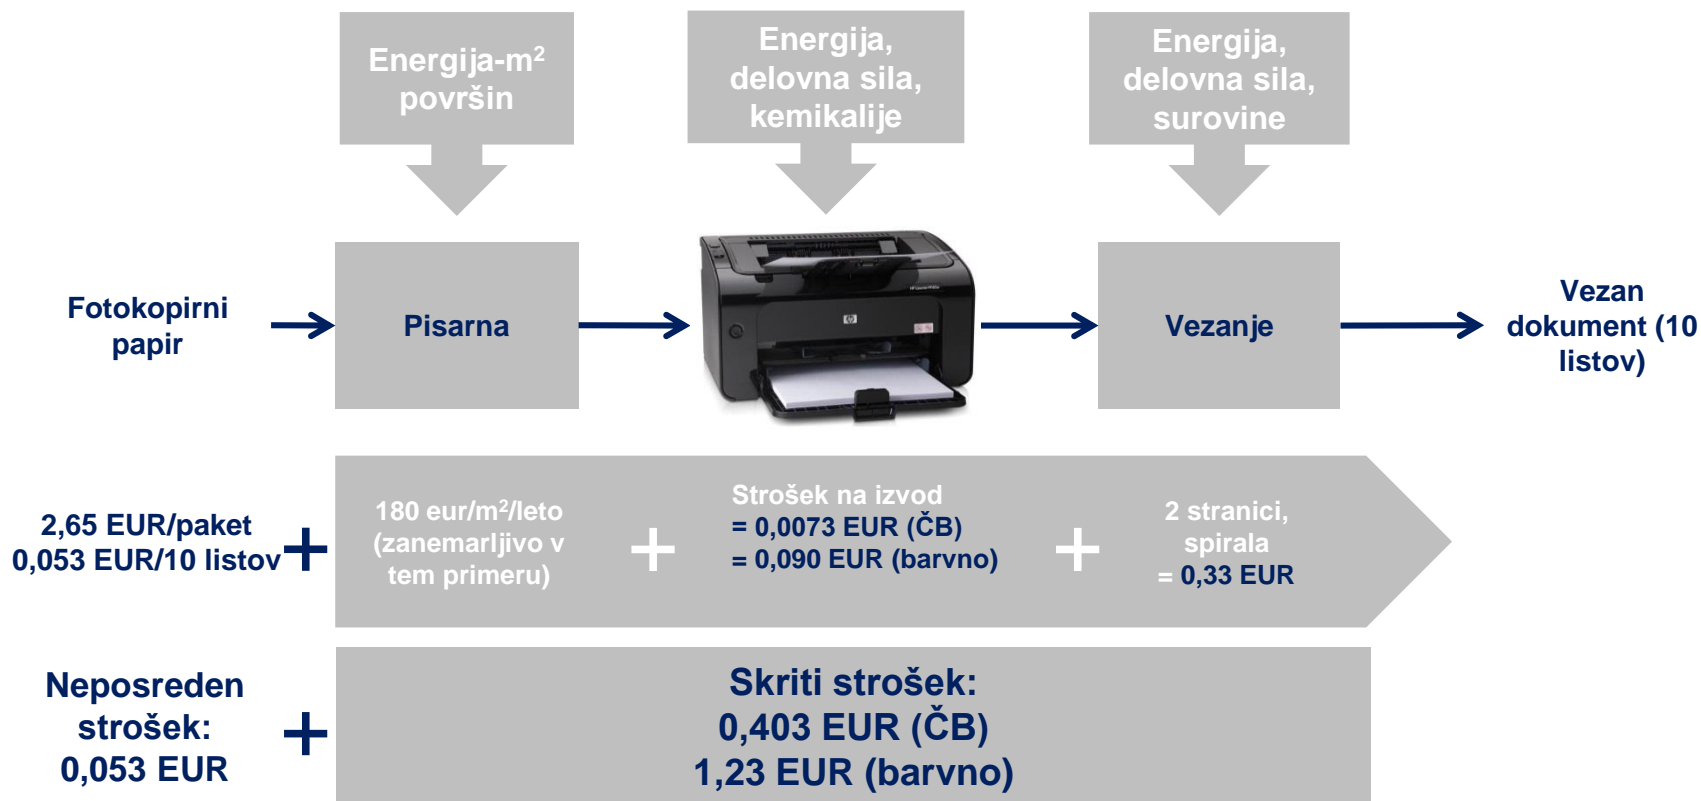 Energija-m²
površin
Energija,
delovna sila,
kemikalije
Energija,
delovna sila,
surovine
Fotokopirni
papir
Pisarna
Vezanje
Vezan
dokument (10
listov)
2,65 EUR/paket
0,053 EUR/10 listov
+
180 eur/m²/leto
(zanemarljivo v
tem primeru)
+
Strošek na izvod
= 0,0073 EUR (ČB)
= 0,090 EUR (barvno)
+
2 stranici,
spirala
= 0,33 EUR
Neposreden
strošek:
0,053 EUR
+
Skriti strošek:
0,403 EUR (ČB)
1,23 EUR (barvno)